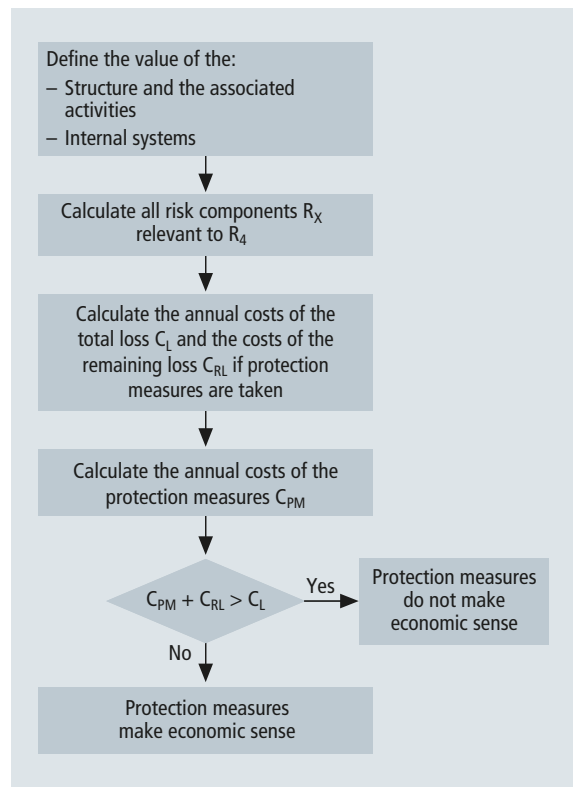 Define the value of the:
– Structure and the associated
activities
– Internal systems
Calculate all risk components RX
relevant to R4
Calculate the annual costs of the
total loss CL and the costs of the
remaining loss CRL if protection
measures are taken
Calculate the annual costs of the
protection measures CPM
CPM + CRL > CL
Yes
Protection measures
do not make
economic sense
No
Protection measures
make economic sense